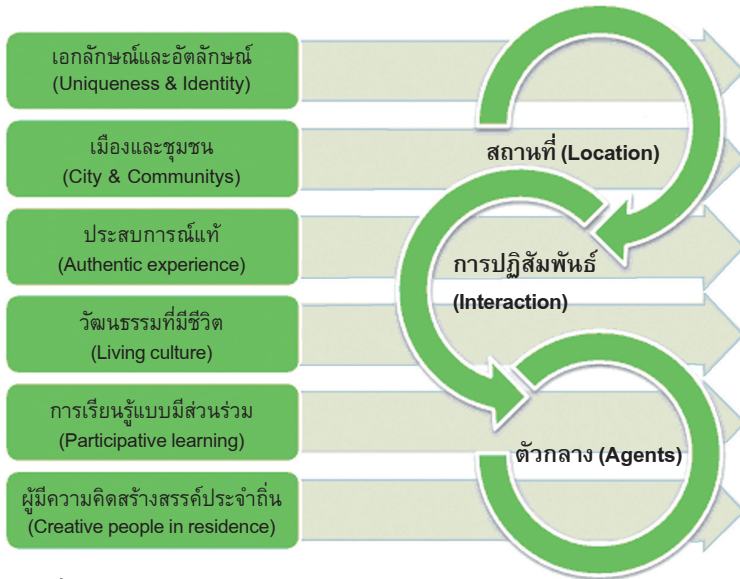 เอกลักษณ์และอัตลักษณ์
(Uniqueness & Identity)
เมืองและชุมชน
(City & Communitys)
ประสบการณ์แท้
(Authentic experience)
วัฒนธรรมที่มีชีวิต
(Living culture)
การเรียนรู้แบบมีส่วนร่วม
(Participative learning)
ผู้มีความคิดสร้างสรรค์ประจำถิ่น
(Creative people in residence)
สถานที่ (Location)
การปฏิสัมพันธ์
(Interaction)
ตัวกลาง (Agents)